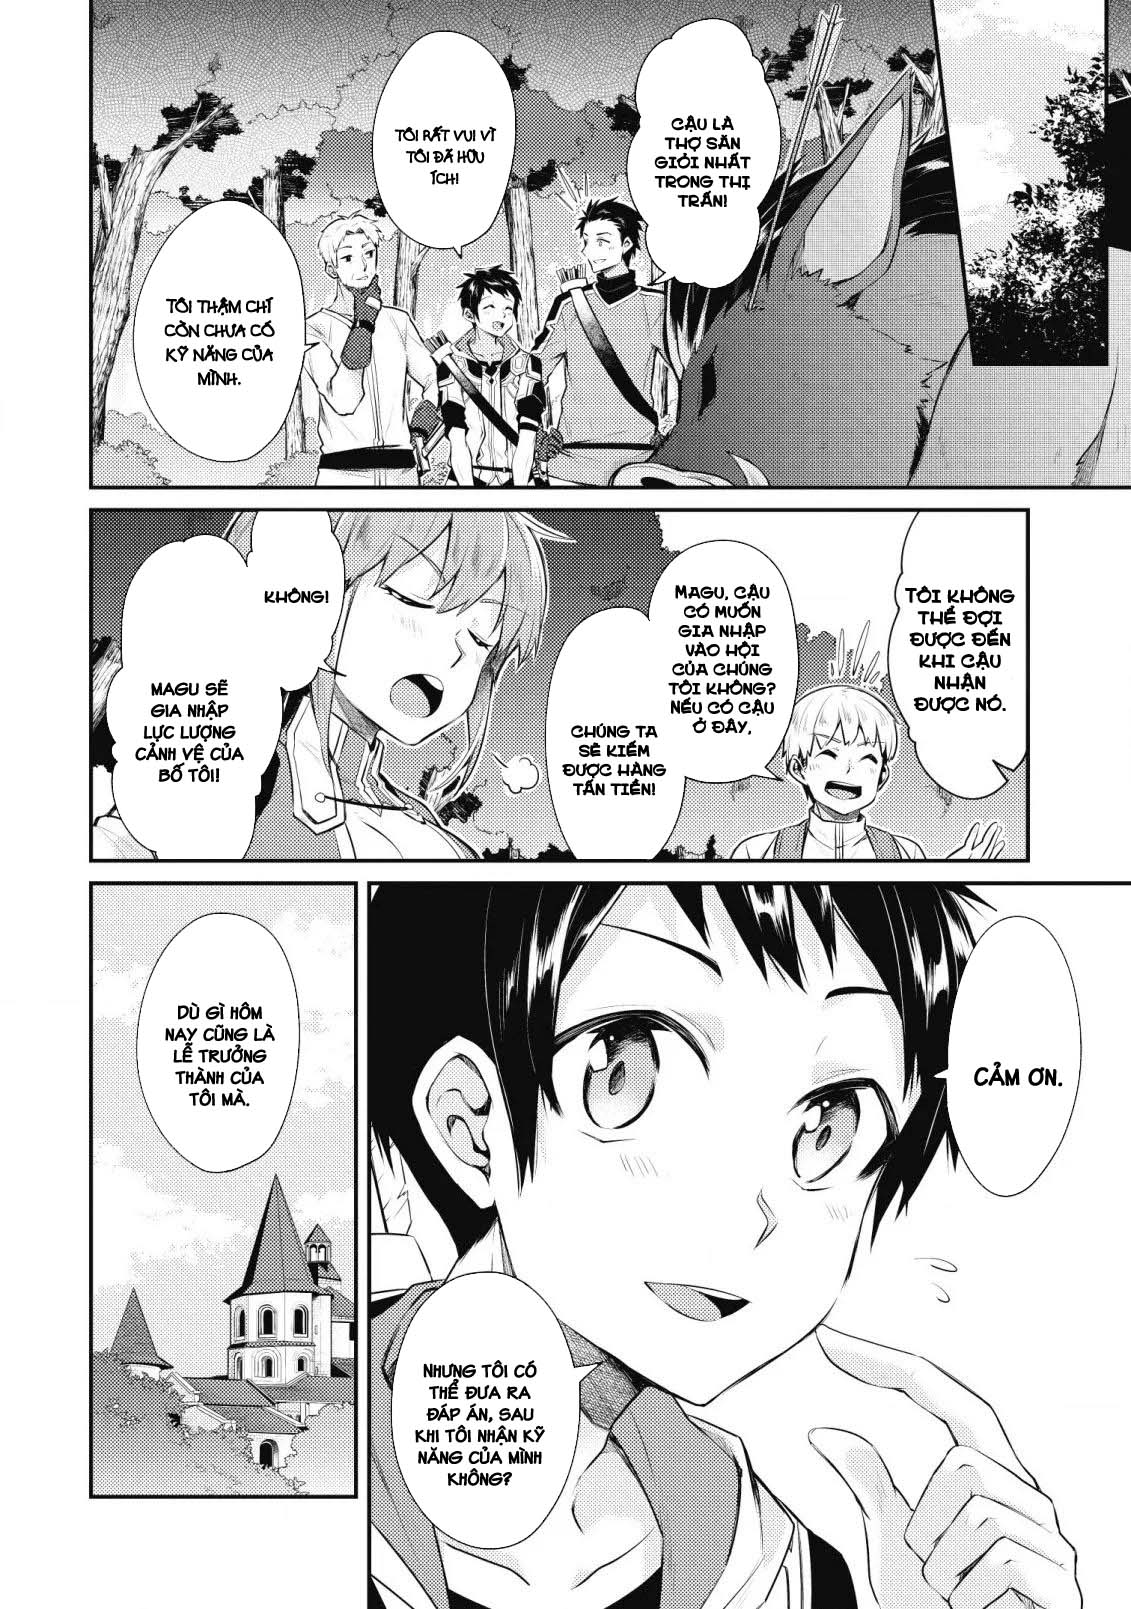 CẬU LÀ
THỢ SĂN
GIỎI NHẤT
TRONG THỊ
TRẤN!
TÔI RẤT VUI VÌ
TÔI ĐÃ HỮU
ÍCH!
TÔI THẬM CHÍ
CÒN CHƯA CÓ
KỸ NĂNG CỦA
MÌNH.
TÔI KHÔNG
THỂ ĐỢI
ĐƯỢC ĐẾN
KHI CẬU
NHẬN
ĐƯỢC NÓ.
MAGU, CẬU
CÓ MUỐN
GIA NHẬP
VÀO HỘI
CỦA CHÚNG
TÔI KHÔNG?
NẾU CÓ CẬU
Ở ĐÂY,
CHÚNG TA
SẼ KIẾM
ĐƯỢC HÀNG
TẤN TIỀN!
KHÔNG!
MAGU SẼ
GIA NHẬP
LỰC LƯỢNG
CẢNH VỆ CỦA
BỐ TÔI!
CẢM ƠN.
NHƯNG TÔI CÓ
THỂ ĐƯA RA
ĐÁP ÁN, SAU
KHI TÔI NHẬN KỸ
NĂNG CỦA MÌNH
KHÔNG?
DÙ GÌ HÔM
NAY CŨNG LÀ
LỄ TRƯỞNG
THÀNH CỦA
TÔI MÀ.